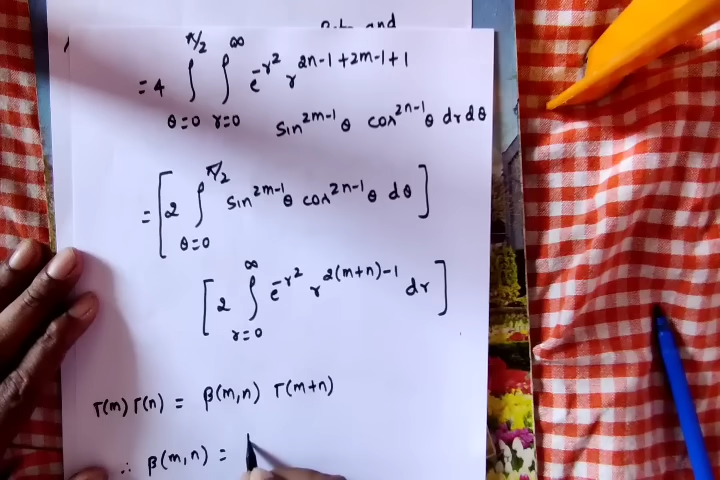 and
= 4 ∫_{θ=0}^{π/2} ∫_{r=0}^{∞} e^{-r²} r^{2n-1+2m-1+1}
sin^{2m-1}θ cos^{2n-1}θ dr dθ
= [2 ∫_{θ=0}^{π/2} sin^{2m-1}θ cos^{2n-1}θ dθ]
[2 ∫_{r=0}^{∞} e^{-r²} r^{2(m+n)-1} dr]
Γ(m) Γ(n) = β(m,n) Γ(m+n)
∴ β(m,n) =